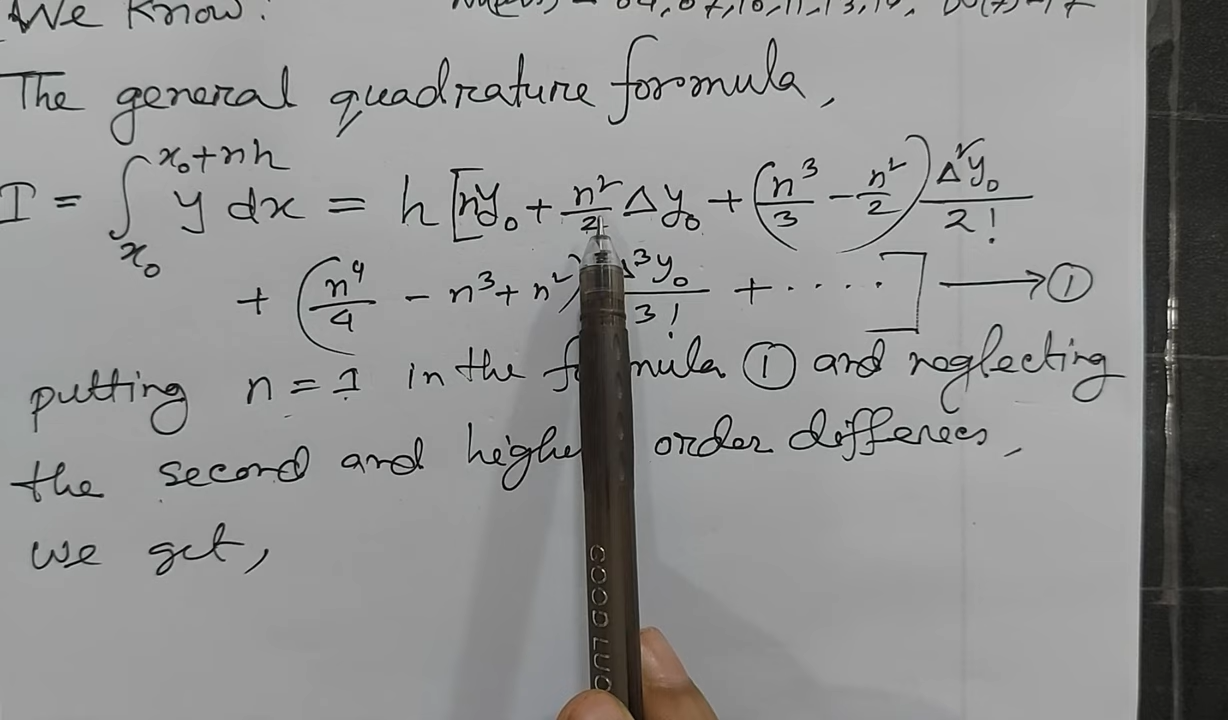 We Know:
The general quadrature formula,
I = ∫_{x₀}^{x₀+nh} y dx = h [ny₀ + n²/2 Δy₀ + (n³/3 − n²/2) Δ²y₀/2!
+ (n⁴/4 − n³ + n²) Δ³y₀/3! + ....] → ①
putting n = 1 in the formula ① and neglecting
the second and higher order differences,
we get,
GOOD LUC